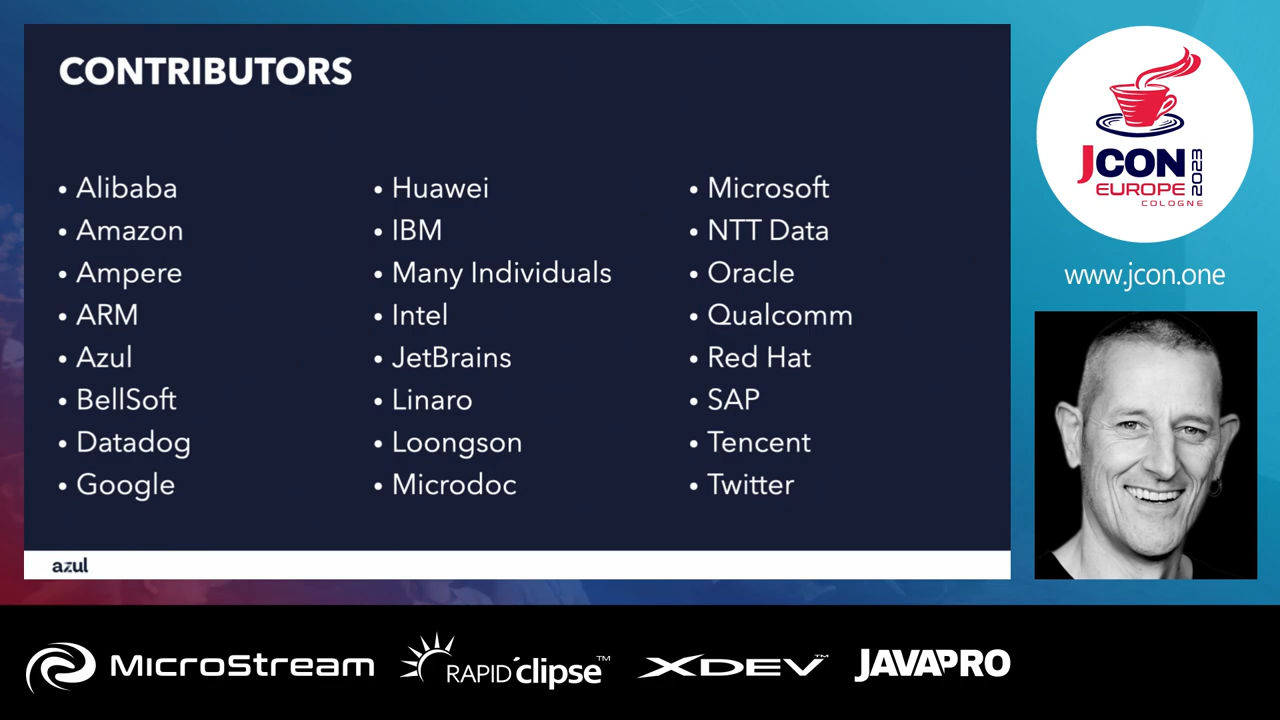 CONTRIBUTORS
• Alibaba
• Amazon
• Ampere
• ARM
• Azul
• BellSoft
• Datadog
• Google
• Huawei
• IBM
• Many Individuals
• Intel
• JetBrains
• Linaro
• Loongson
• Microdoc
• Microsoft
• NTT Data
• Oracle
• Qualcomm
• Red Hat
• SAP
• Tencent
• Twitter
azul
JCON
EUROPE
2023
COLOGNE
www.jcon.one
MicroStream
RAPID'clipse™
XDEV™
JAVAPRO